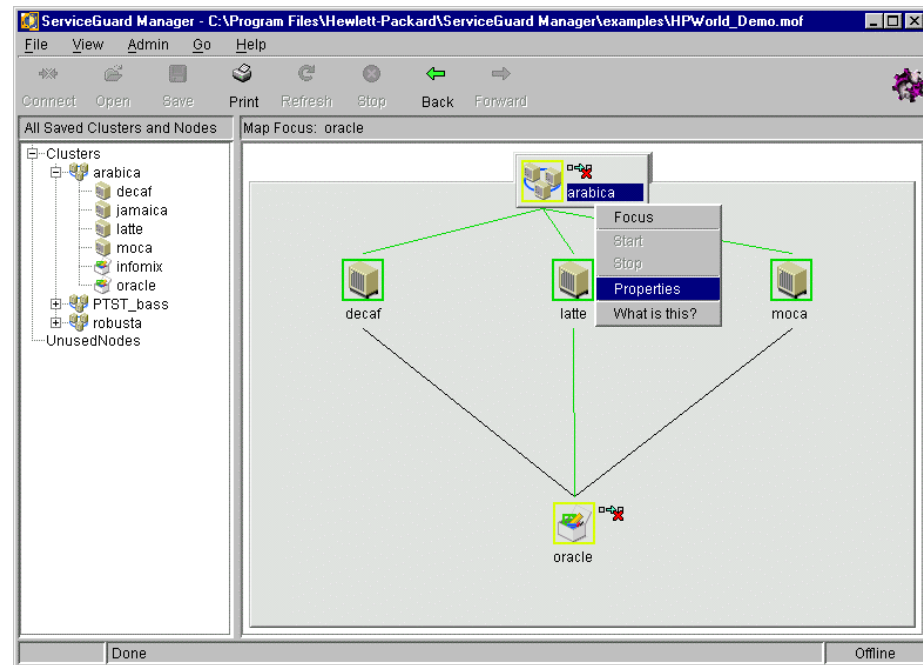 ServiceGuard Manager - C:\Program Files\Hewlett-Packard\ServiceGuard Manager\examples\HPWorld_Demo.mof
File View Admin Go Help
Connect Open Save Print Refresh Stop Back Forward
All Saved Clusters and Nodes
Map Focus: oracle
Clusters
arabica
decaf
jamaica
latte
moca
infomix
oracle
PTST_bass
robusta
UnusedNodes
arabica
Focus
Start
Stop
Properties
What is this?
decaf
latte
moca
oracle
Done
Offline